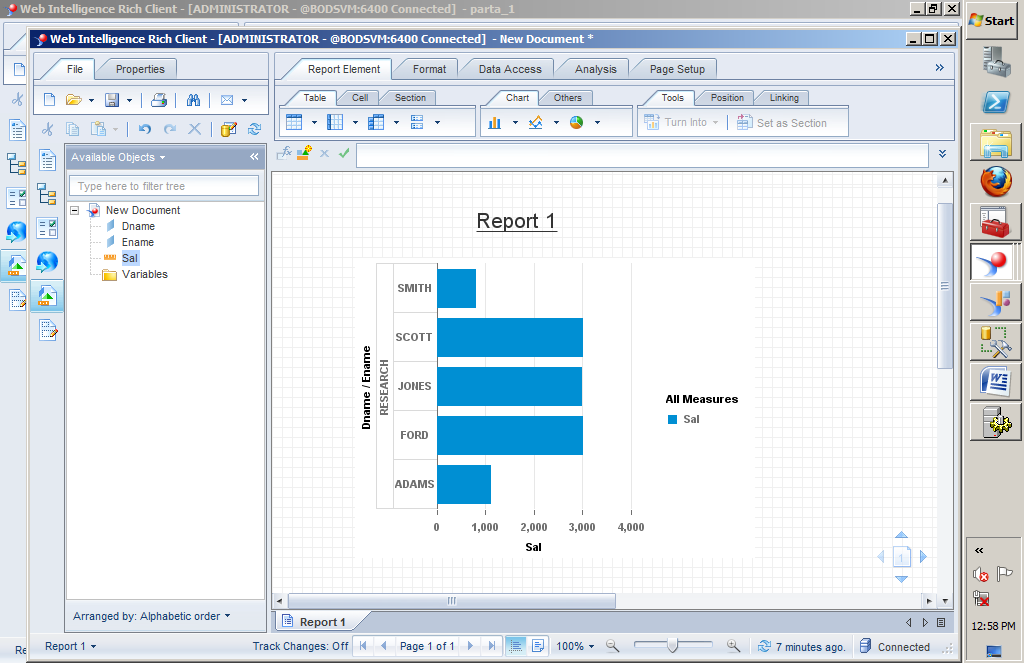 Web Intelligence Rich Client - [ADMINISTRATOR - @BODSVM:6400 Connected] - parta_1
Start
Web Intelligence Rich Client - [ADMINISTRATOR - @BODSVM:6400 Connected] - New Document *
File Properties
Report Element Format Data Access Analysis Page Setup
Table Cell Section
Chart Others
Tools Position Linking
Turn Into Set as Section
Available Objects
Type here to filter tree
New Document
Dname
Ename
Sal
Variables
Report 1
SMITH
SCOTT
JONES
FORD
ADAMS
Dname / Ename
RESEARCH
0 1,000 2,000 3,000 4,000
Sal
All Measures
Sal
1
Arranged by: Alphabetic order
Report 1
Re
Report 1
Track Changes: Off
Page 1 of 1
100%
7 minutes ago.
Connected
12:58 PM